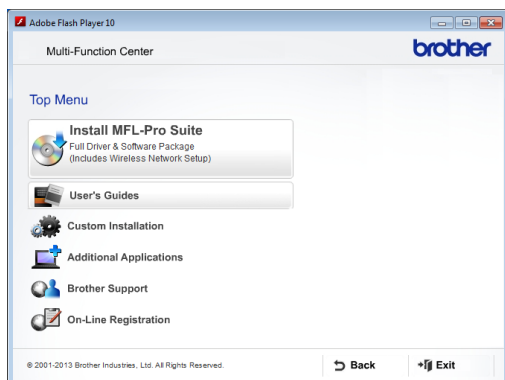 Adobe Flash Player 10
Multi-Function Center
brother
Top Menu
Install MFL-Pro Suite
Full Driver & Software Package
(Includes Wireless Network Setup)
User's Guides
Custom Installation
Additional Applications
Brother Support
On-Line Registration
© 2001-2013 Brother Industries, Ltd. All Rights Reserved.
Back
Exit